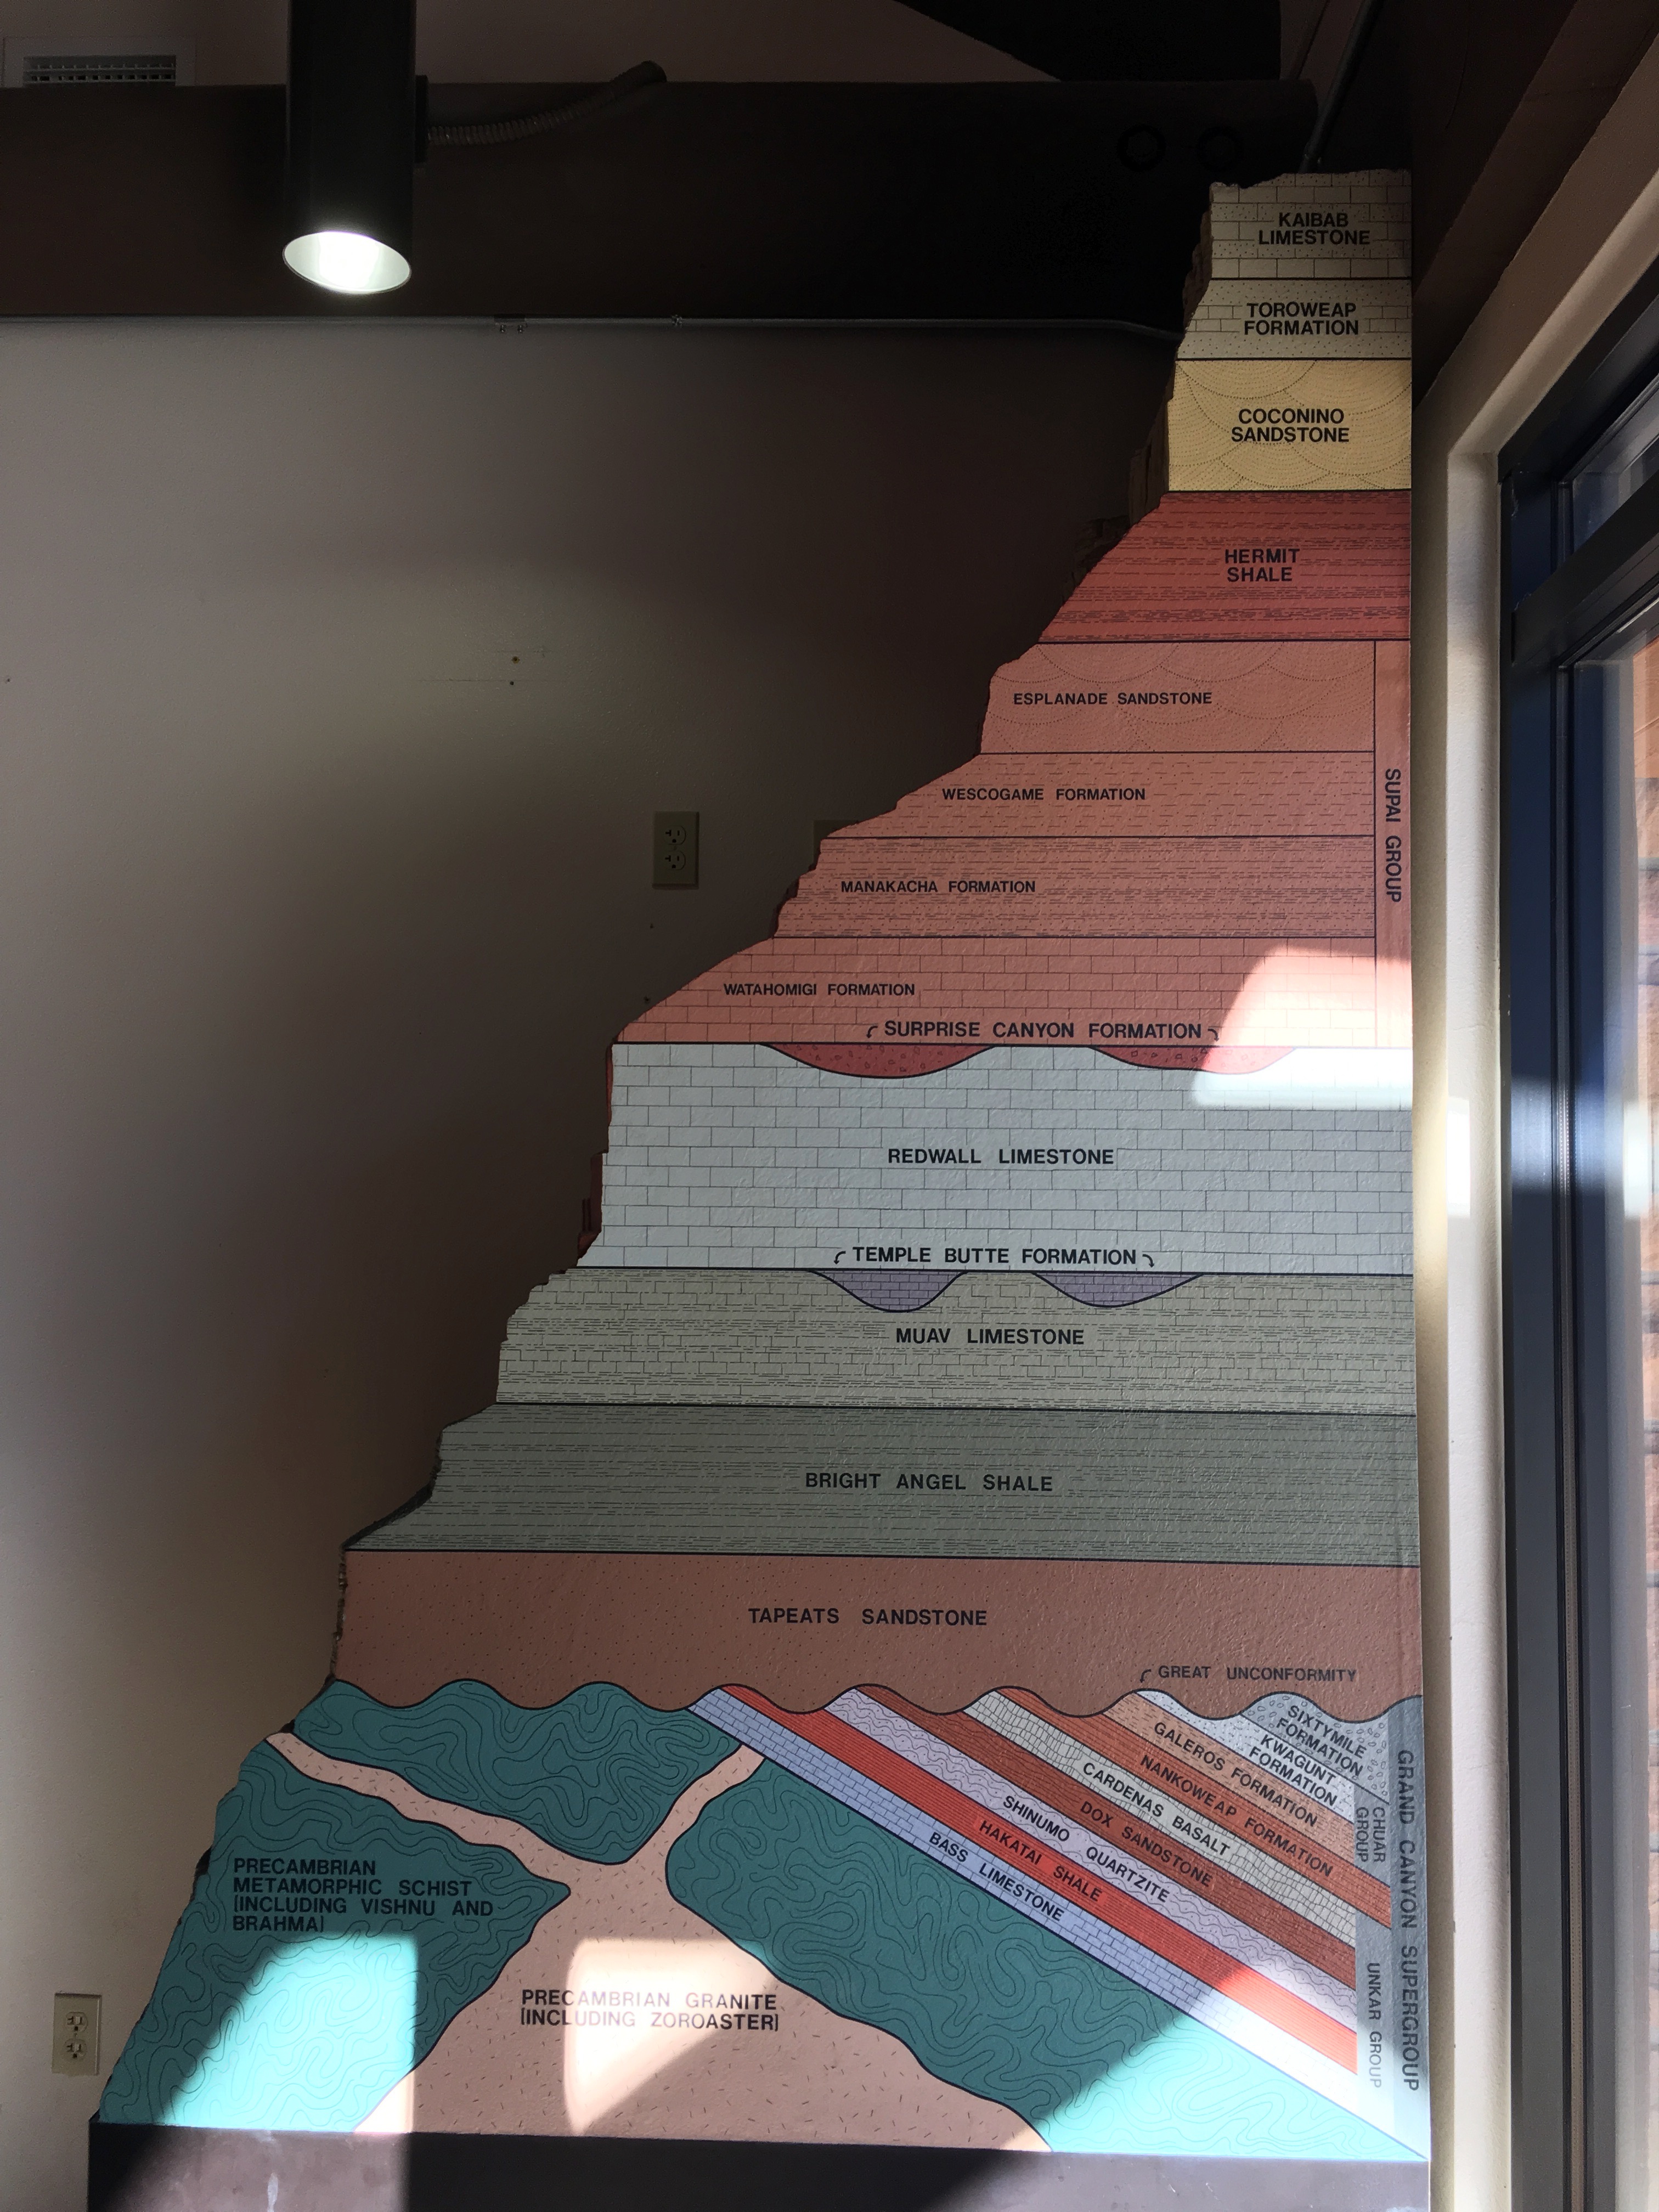 KAIBAB
LIMESTONE
TOROWEAP
FORMATION
COCONINO
SANDSTONE
HERMIT
SHALE
ESPLANADE SANDSTONE
WESCOGAME FORMATION
MANAKACHA FORMATION
WATAHOMIGI FORMATION
SUPAI GROUP
SURPRISE CANYON FORMATION
REDWALL LIMESTONE
TEMPLE BUTTE FORMATION
MUAV LIMESTONE
BRIGHT ANGEL SHALE
TAPEATS SANDSTONE
GREAT UNCONFORMITY
SIXTYMILE
FORMATION
KWAGUNT
FORMATION
GALEROS FORMATION
NANKOWEAP FORMATION
CARDENAS BASALT
DOX SANDSTONE
SHINUMO QUARTZITE
HAKATAI SHALE
BASS LIMESTONE
CHUAR
GROUP
UNKAR GROUP
GRAND CANYON SUPERGROUP
PRECAMBRIAN
METAMORPHIC SCHIST
(INCLUDING VISHNU AND
BRAHMA)
PRECAMBRIAN GRANITE
(INCLUDING ZOROASTER)